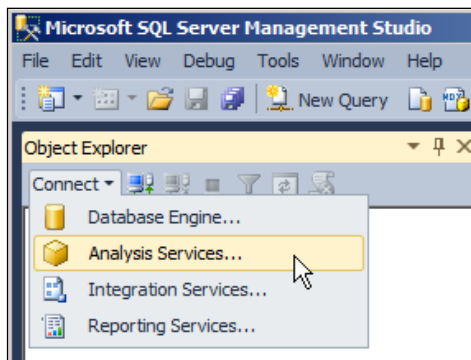 Microsoft SQL Server Management Studio
File Edit View Debug Tools Window Help
New Query
Object Explorer
Connect
Database Engine...
Analysis Services...
Integration Services...
Reporting Services...